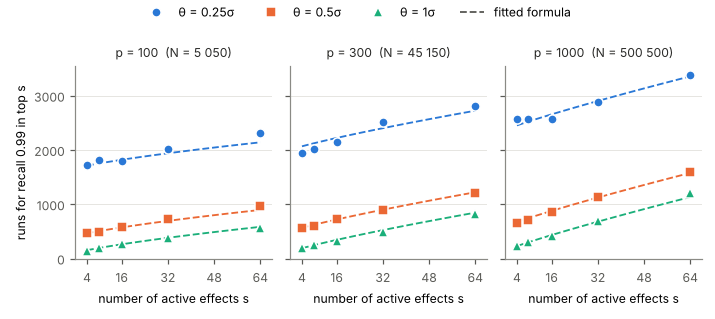 θ = 0.25σ θ = 0.5σ θ = 1σ fitted formula
p = 100 (N = 5 050) p = 300 (N = 45 150) p = 1000 (N = 500 500)
runs for recall 0.99 in top s
3000
2000
1000
0
4 16 32 48 64 4 16 32 48 64 4 16 32 48 64
number of active effects s number of active effects s number of active effects s